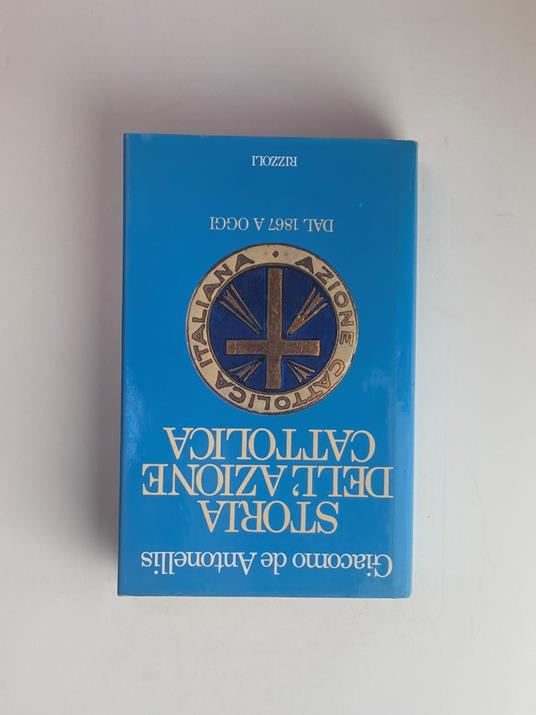 Giacomo de Antonellis
STORIA
DELL'AZIONE
CATTOLICA
AZIONE CATTOLICA ITALIANA
DAL 1867 A OGGI
RIZZOLI